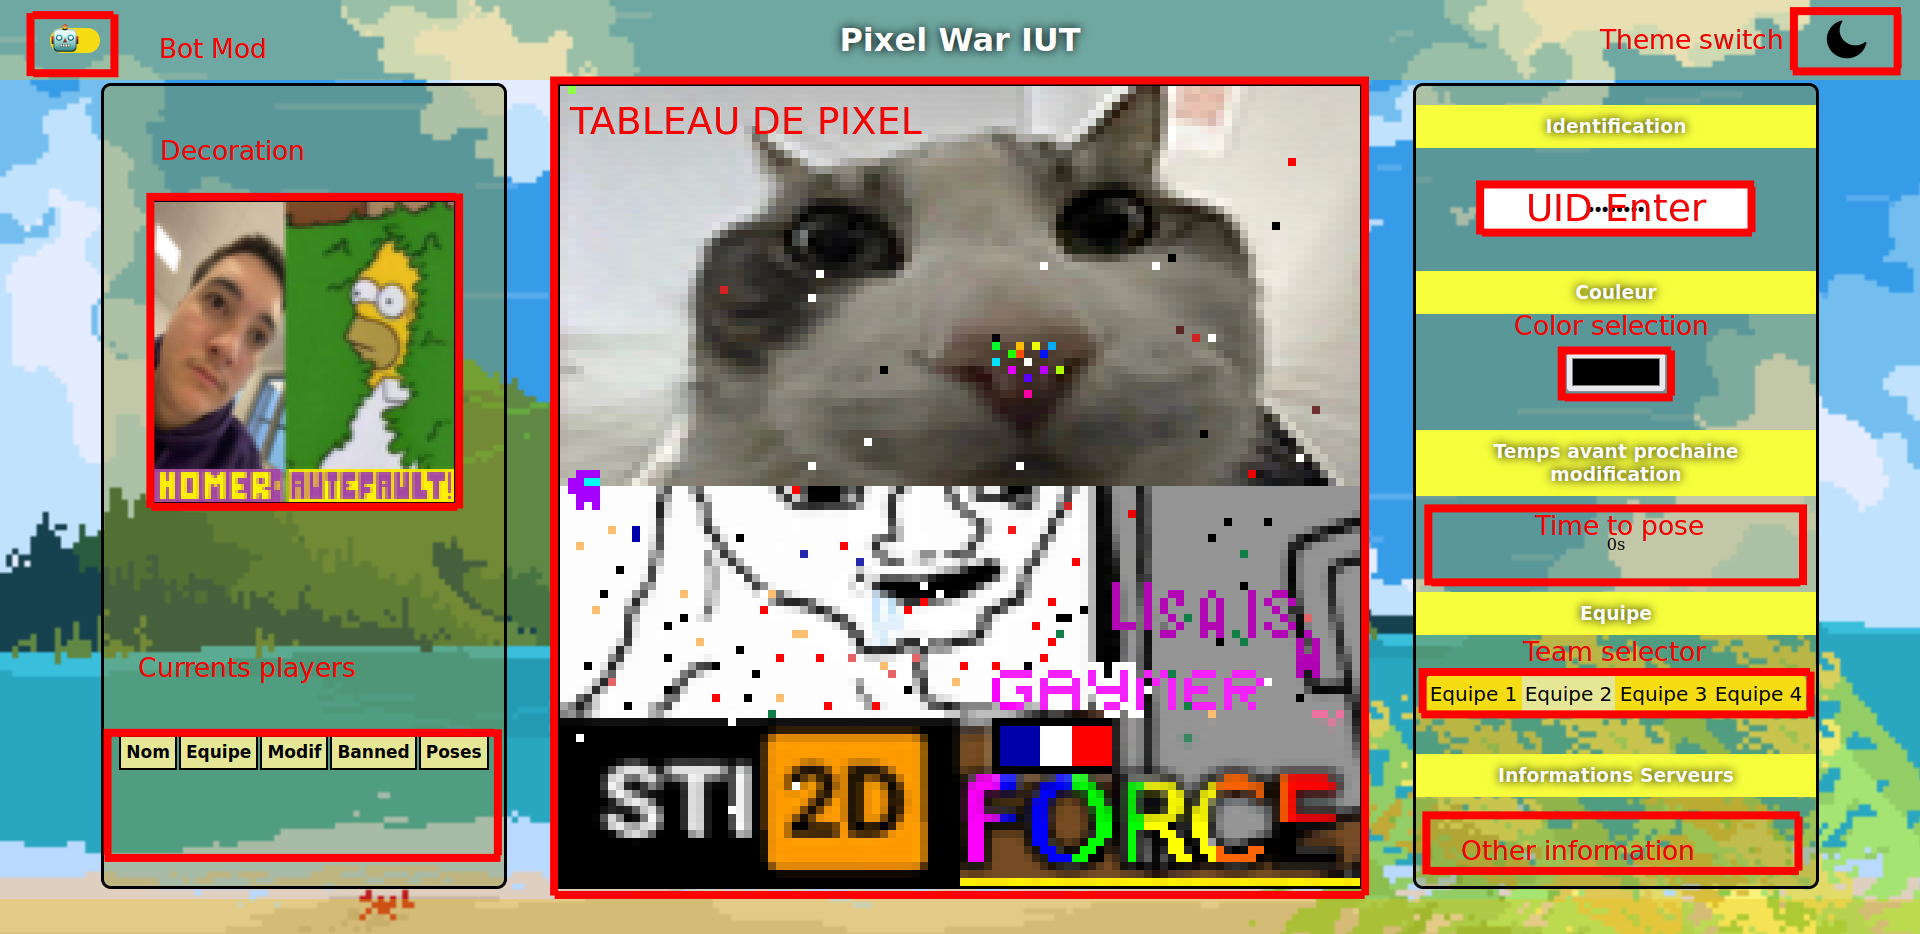 Bot Mod
Pixel War IUT
Theme switch
Decoration
HOMER AUTEFAULT!
Currents players
Nom Equipe Modif Banned Poses
TABLEAU DE PIXEL
LISAJS
GAYMER
STI 2D
FORCE
Identification
UID Enter
Couleur
Color selection
Temps avant prochaine
modification
Time to pose
0s
Equipe
Team selector
Equipe 1 Equipe 2 Equipe 3 Equipe 4
Informations Serveurs
Other information